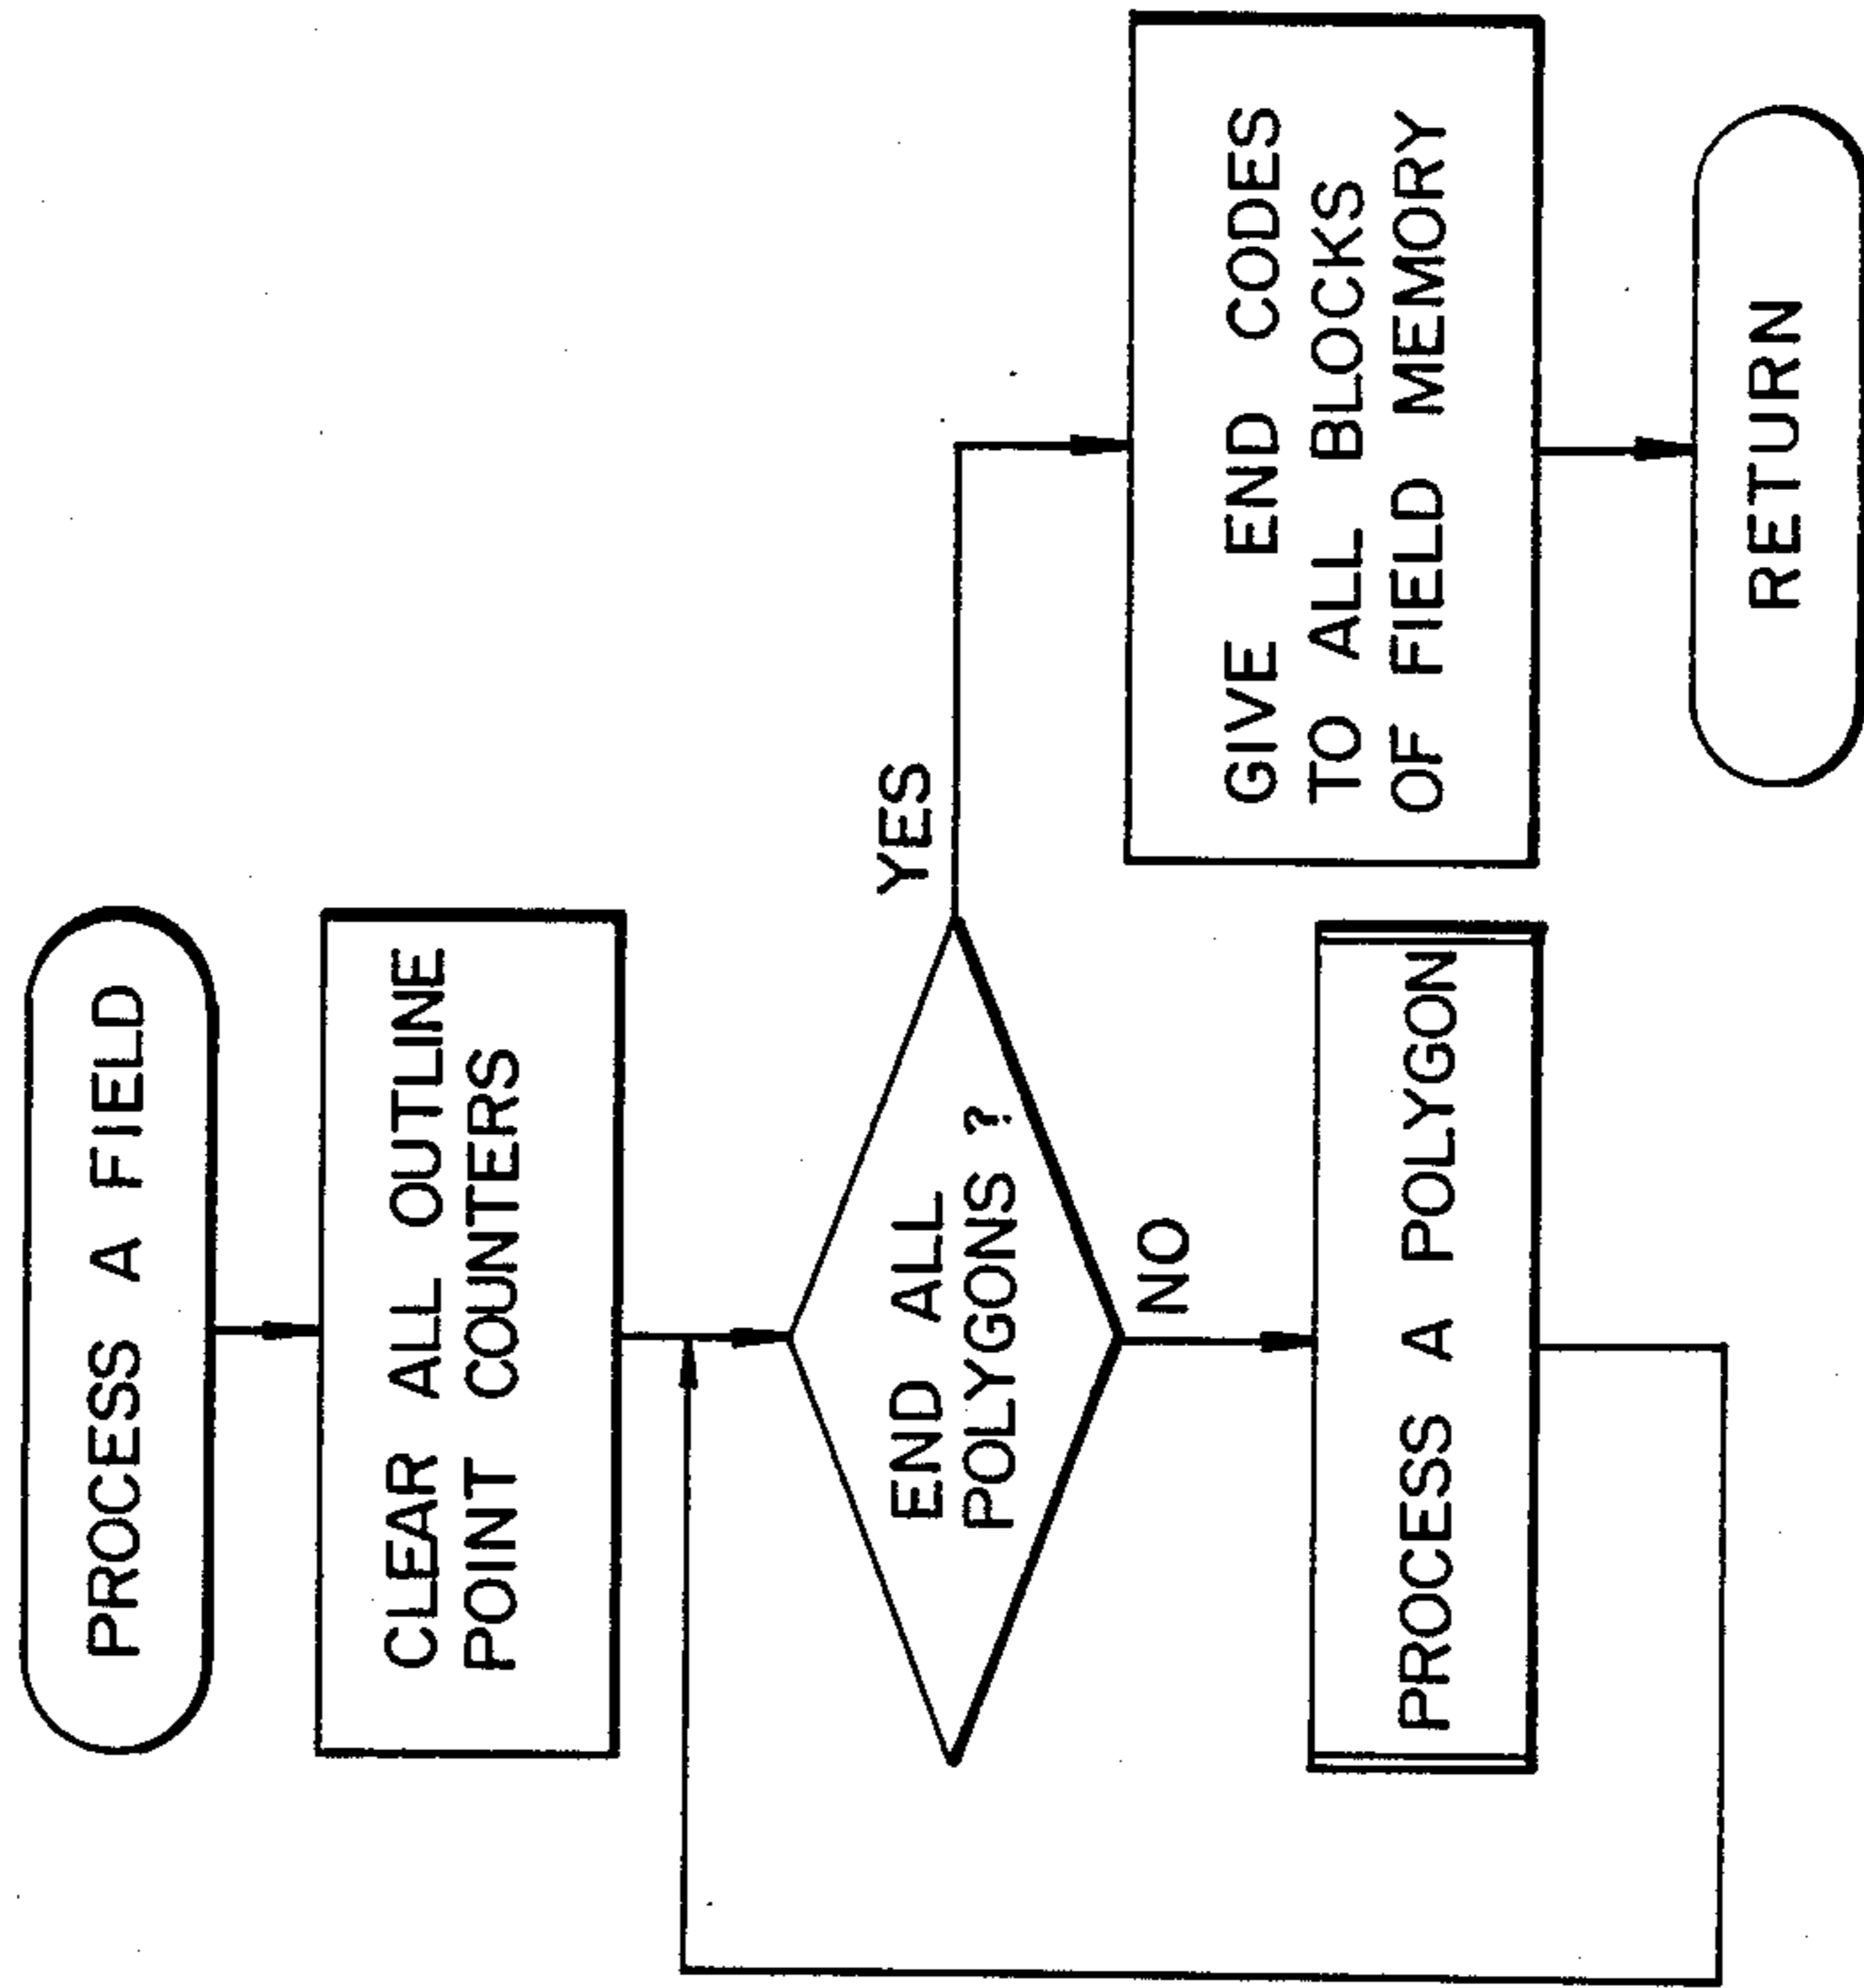 PROCESS A FIELD
CLEAR ALL OUTLINE
POINT COUNTERS
END ALL
POLYGONS ?
YES
NO
PROCESS A POLYGON
GIVE END CODES
TO ALL BLOCKS
OF FIELD MEMORY
RETURN